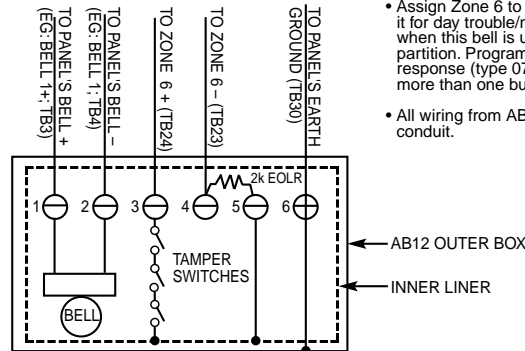 TO PANEL'S BELL +
(EG: BELL 1+; TB3)
TO PANEL'S BELL –
(EG: BELL 1; TB4)
TO ZONE 6 + (TB24)
TO ZONE 6 – (TB23)
TO PANEL'S EARTH
GROUND (TB30)
• Assign Zone 6 to
it for day trouble/n
when this bell is u
partition. Program
response (type 07
more than one bu
• All wiring from AB
conduit.
2k EOLR
1 2 3 4 5 6
TAMPER
SWITCHES
BELL
AB12 OUTER BOX
INNER LINER